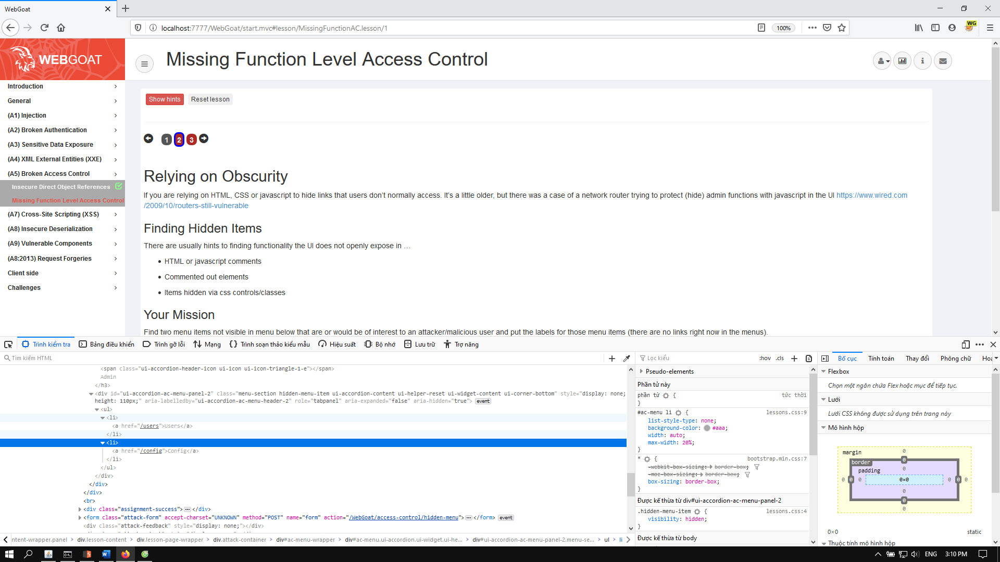 WebGoat
localhost:7777/WebGoat/start.mvc#lesson/MissingFunctionAC.lesson/1
100%
WG
WEBGOAT
Missing Function Level Access Control
Introduction
General
(A1) Injection
(A2) Broken Authentication
(A3) Sensitive Data Exposure
(A4) XML External Entities (XXE)
(A5) Broken Access Control
Insecure Direct Object References
Missing Function Level Access Control
(A7) Cross-Site Scripting (XSS)
(A8) Insecure Deserialization
(A9) Vulnerable Components
(A8:2013) Request Forgeries
Client side
Challenges
Show hints Reset lesson
1 2 3
Relying on Obscurity
If you are relying on HTML, CSS or javascript to hide links that users don't normally access. It's a little older, but there was a case of a network router trying to protect (hide) admin functions with javascript in the UI https://www.wired.com
/2009/10/routers-still-vulnerable
Finding Hidden Items
There are usually hints to finding functionality the UI does not openly expose in …
• HTML or javascript comments
• Commented out elements
• Items hidden via css controls/classes
Your Mission
Find two menu items not visible in menu below that are or would be of interest to an attacker/malicious user and put the labels for those menu items (there are no links right now in the menus).
Trình kiểm tra Bảng điều khiển Trình gỡ lỗi Mạng Trình soạn thảo kiểu mẫu Hiệu suất Bộ nhớ Lưu trữ Trợ năng
Tìm kiếm HTML
<span class="ui-accordion-header-icon ui-icon ui-icon-triangle-1-e"></span>
Admin
</h3>
<div id="ui-accordion-ac-menu-panel-2" class="menu-section hidden-menu-item ui-accordion-content ui-helper-reset ui-widget-content ui-corner-bottom" style="display: none;
height: 110px;" aria-labelledby="ui-accordion-ac-menu-header-2" role="tabpanel" aria-expanded="false" aria-hidden="true"> event
<ul>
<li>
<a href="/users">Users</a>
</li>
<li>
<a href="/config">Config</a>
</li>
</ul>
</div>
</div>
</div>
<br>
<div class="assignment-success"></div>
<form class="attack-form" accept-charset="UNKNOWN" method="POST" name="form" action="/WebGoat/access-control/hidden-menu"></form> event
<div class="attack-feedback" style="display: none;"></div>
ntent-wrapper.panel > div.lesson-content > div.lesson-page-wrapper > div.attack-container > div#ac-menu-wrapper > div#ac-menu.ui-accordion.ui-widget.ui-he... > div#ui-accordion-ac-menu-panel-2.menu-se... > ul > li
Lọc kiểu :hov .cls
Pseudo-elements
Phần tử này
phần tử { tức thời
}
#ac-menu li { lessons.css:9
list-style-type: none;
background-color: #aaa;
width: auto;
max-width: 20%;
}
* { bootstrap.min.css:7
-webkit-box-sizing: border-box;
-moz-box-sizing: border-box;
box-sizing: border-box;
}
Được kế thừa từ div#ui-accordion-ac-menu-panel-2
.hidden-menu-item { lessons.css:4
visibility: hidden;
}
Được kế thừa từ body
Bố cục Tính toán Thay đổi Phông chữ Hoạ
Flexbox
Chọn một ngăn chứa Flex hoặc mục để tiếp tục.
Lưới
Lưới CSS không được sử dụng trên trang này
Mô hình hộp
margin 0
border 0
padding 0
0 0 0 0×0 0 0 0
0
0
0
0×0 static
Thuộc tính mô hình hộp
ENG 3:10 PM